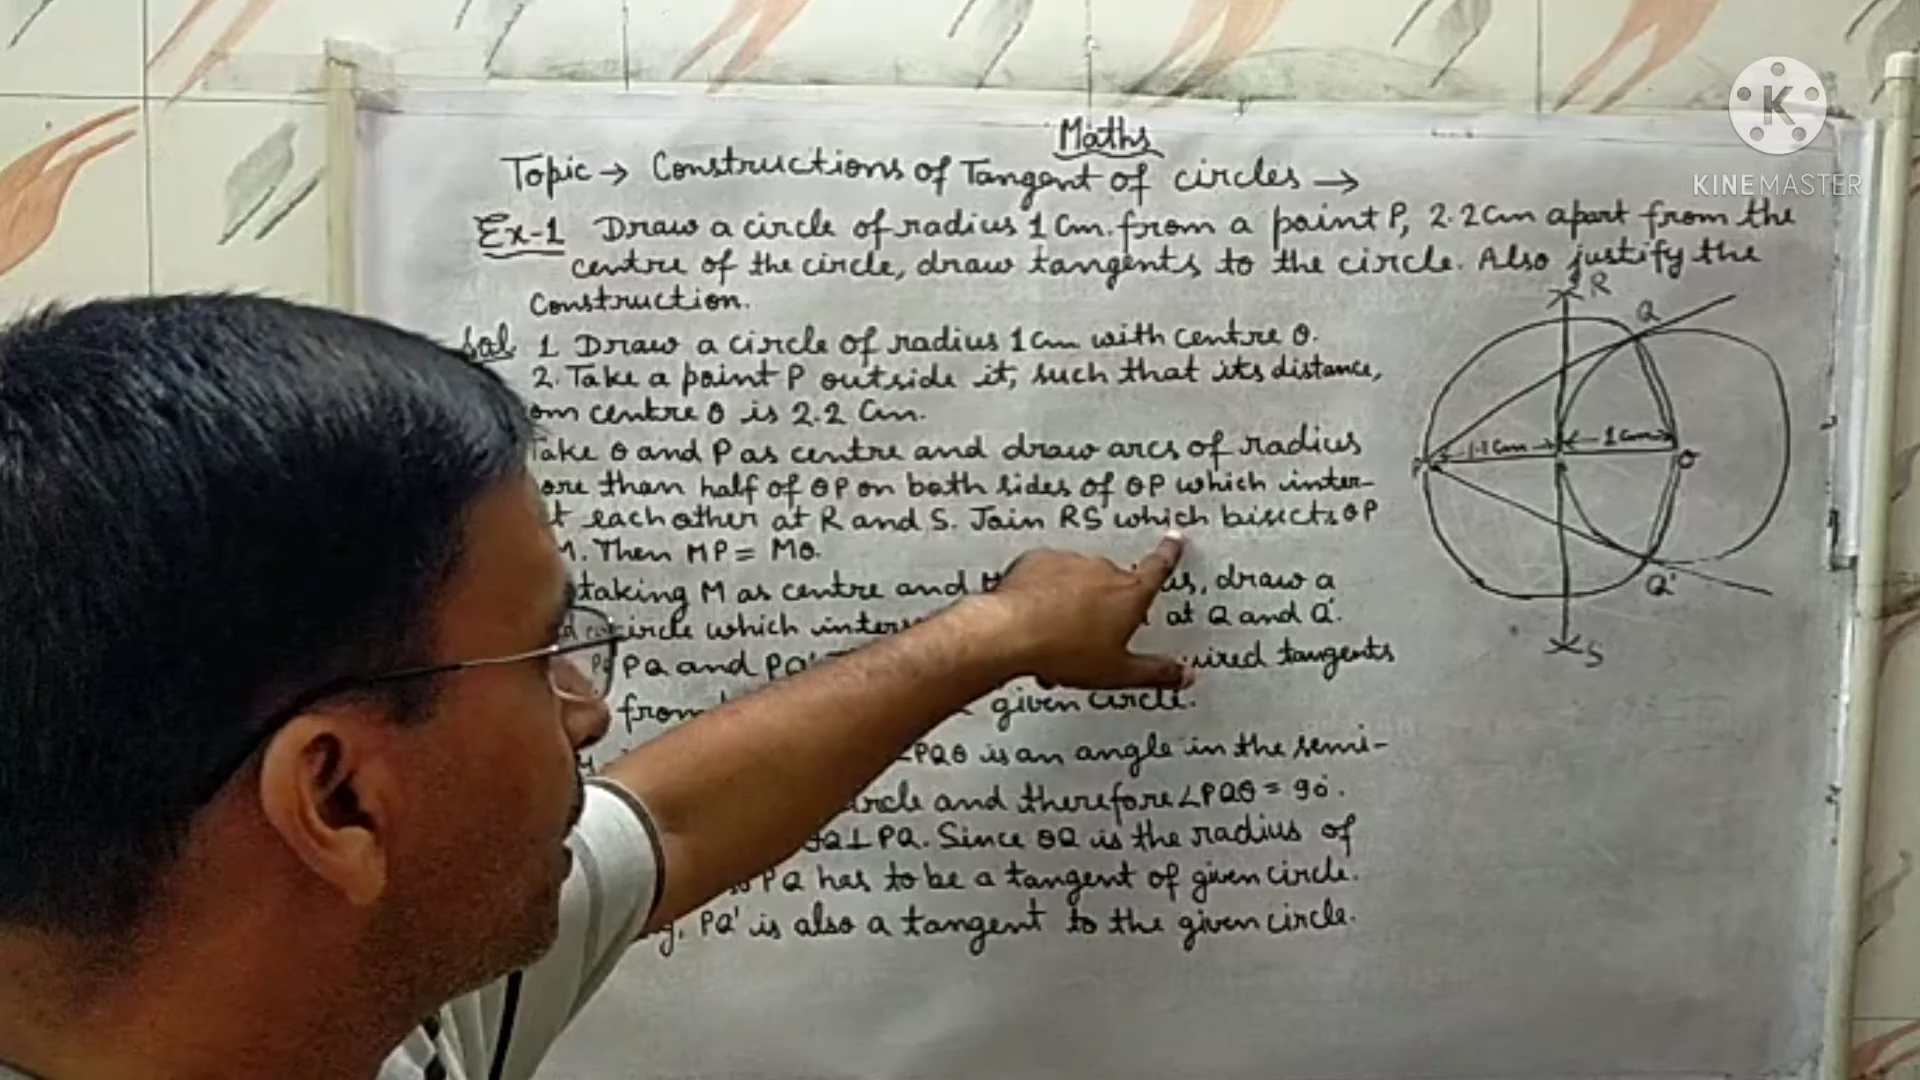 Maths
Topic → Constructions of Tangent of circles →
Ex-1 Draw a circle of radius 1 Cm. from a point P, 2.2 Cm apart from the
centre of the circle, draw tangents to the circle. Also justify the
Construction.
Sol. 1 Draw a circle of radius 1 Cm with centre O.
2. Take a point P outside it, such that its distance,
centre O is 2.2 Cm.
Take O and P as centre and draw arcs of radius
than half of OP on both sides of OP which inter-
each other at R and S. Join RS which bisects OP
M. Then MP = MO.
taking M as centre and draw a
circle which at Q and Q'.
PQ and PQ' tangents
from given circle.
∠PQO is an angle in the semi-
and therefore ∠PQO = 90°.
OQ ⊥ PQ. Since OQ is the radius of
PQ has to be a tangent of given circle.
PQ' is also a tangent to the given circle.
R
Q
P
1.1 Cm
1 Cm
O
Q'
S
K
KINEMASTER